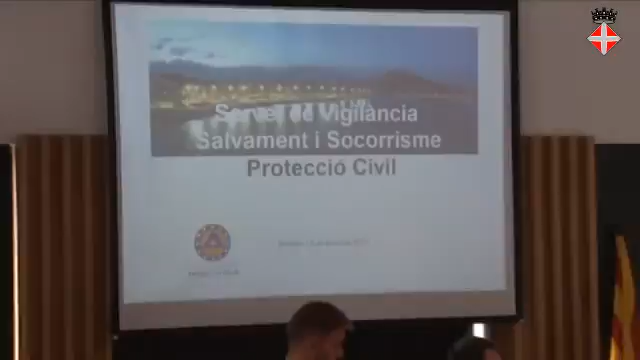 Servei de Vigilància
Salvament i Socorrisme
Protecció Civil